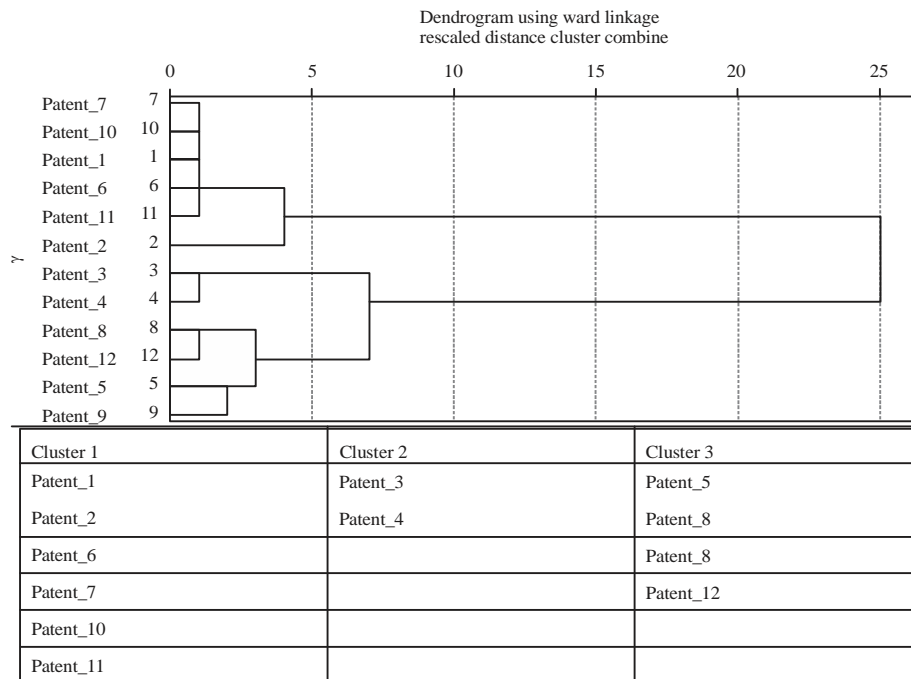 Dendrogram using ward linkage
rescaled distance cluster combine
0 5 10 15 20 25
Patent_7 7
Patent_10 10
Patent_1 1
Patent_6 6
Patent_11 11
Patent_2 2
γ
Patent_3 3
Patent_4 4
Patent_8 8
Patent_12 12
Patent_5 5
Patent_9 9
Cluster 1 Cluster 2 Cluster 3
Patent_1 Patent_3 Patent_5
Patent_2 Patent_4 Patent_8
Patent_6 Patent_8
Patent_7 Patent_12
Patent_10
Patent_11